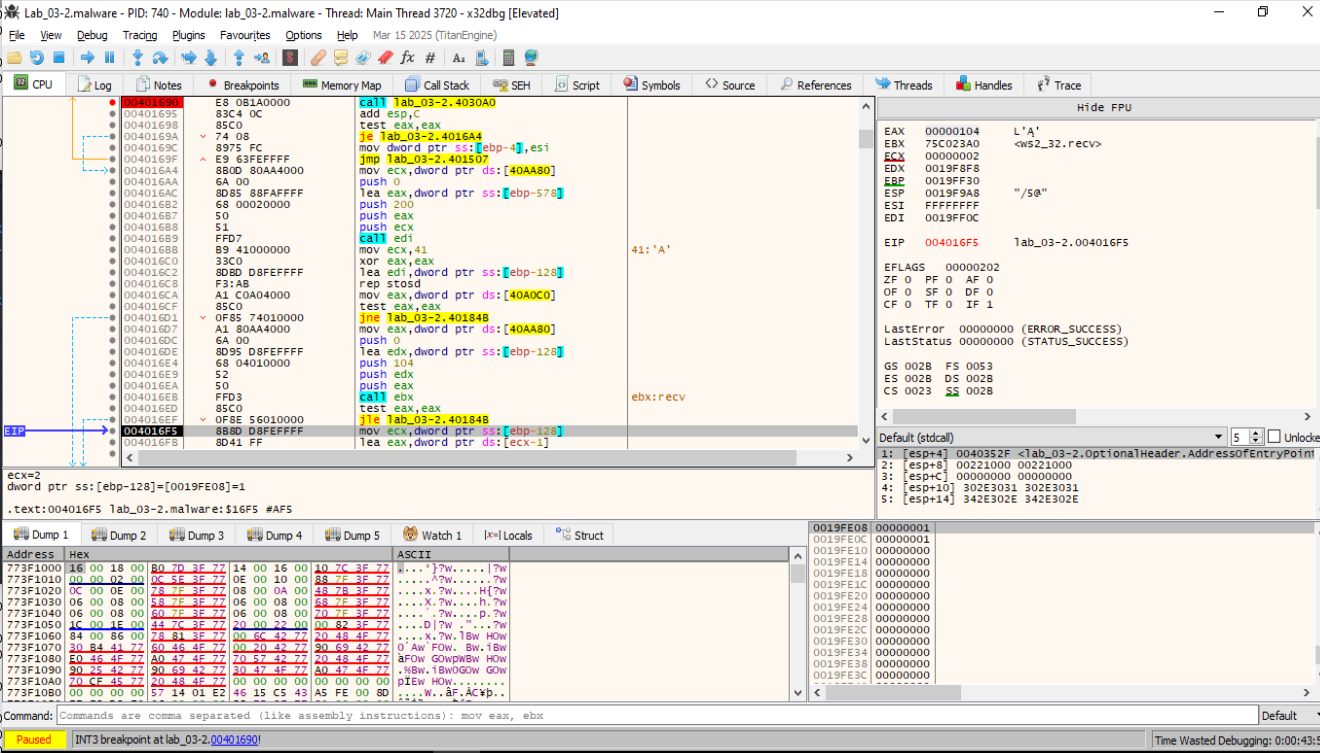 Lab_03-2.malware - PID: 740 - Module: lab_03-2.malware - Thread: Main Thread 3720 - x32dbg [Elevated]
File View Debug Tracing Plugins Favourites Options Help Mar 15 2025 (TitanEngine)
CPU Log Notes Breakpoints Memory Map Call Stack SEH Script Symbols Source References Threads Handles Trace
00401690 E8 0B1A0000 call lab_03-2.4030A0
00401695 83C4 0C add esp,C
00401698 85C0 test eax,eax
0040169A 74 08 je lab_03-2.4016A4
0040169C 8975 FC mov dword ptr ss:[ebp-4],esi
0040169F E9 63FEFFFF jmp lab_03-2.401507
004016A4 8B0D 80AA4000 mov ecx,dword ptr ds:[40AA80]
004016AA 6A 00 push 0
004016AC 8D85 88FAFFFF lea eax,dword ptr ss:[ebp-578]
004016B2 68 00020000 push 200
004016B7 50 push eax
004016B8 51 push ecx
004016B9 FFD7 call edi
004016BB B9 41000000 mov ecx,41 41:'A'
004016C0 33C0 xor eax,eax
004016C2 8DBD D8FEFFFF lea edi,dword ptr ss:[ebp-128]
004016C8 F3:AB rep stosd
004016CA A1 C0A04000 mov eax,dword ptr ds:[40A0C0]
004016CF 85C0 test eax,eax
004016D1 0F85 74010000 jne lab_03-2.40184B
004016D7 A1 80AA4000 mov eax,dword ptr ds:[40AA80]
004016DC 6A 00 push 0
004016DE 8D95 D8FEFFFF lea edx,dword ptr ss:[ebp-128]
004016E4 68 04010000 push 104
004016E9 52 push edx
004016EA 50 push eax
004016EB FFD3 call ebx ebx:recv
004016ED 85C0 test eax,eax
004016EF 0F8E 56010000 jle lab_03-2.40184B
EIP 004016F5 8B8D D8FEFFFF mov ecx,dword ptr ss:[ebp-128]
004016FB 8D41 FF lea eax,dword ptr ds:[ecx-1]
Hide FPU
EAX 00000104 L'Ą'
EBX 75C023A0 <ws2_32.recv>
ECX 00000002
EDX 0019F8F8
EBP 0019FF30
ESP 0019F9A8 "/5@"
ESI FFFFFFFF
EDI 0019FF0C
EIP 004016F5 lab_03-2.004016F5
EFLAGS 00000202
ZF 0 PF 0 AF 0
OF 0 SF 0 DF 0
CF 0 TF 0 IF 1
LastError 00000000 (ERROR_SUCCESS)
LastStatus 00000000 (STATUS_SUCCESS)
GS 002B FS 0053
ES 002B DS 002B
CS 0023 SS 002B
Default (stdcall) 5 Unlocke
1: [esp+4] 0040352F <lab_03-2.OptionalHeader.AddressOfEntryPoint
2: [esp+8] 00221000 00221000
3: [esp+C] 00000000 00000000
4: [esp+10] 302E3031 302E3031
5: [esp+14] 342E302E 342E302E
ecx=2
dword ptr ss:[ebp-128]=[0019FE08]=1
.text:004016F5 lab_03-2.malware:$16F5 #AF5
Dump 1 Dump 2 Dump 3 Dump 4 Dump 5 Watch 1 [x=] Locals Struct
Address Hex ASCII
773F1000 16 00 18 00 B0 7D 3F 77 14 00 16 00 10 7C 3F 77
773F1010 00 00 02 00 0C 5E 3F 77 0E 00 10 00 88 7F 3F 77
773F1020 0C 00 0E 00 78 7F 3F 77 08 00 0A 00 48 7B 3F 77
773F1030 06 00 08 00 58 7F 3F 77 06 00 08 00 68 7F 3F 77
773F1040 06 00 08 00 60 7F 3F 77 06 00 08 00 70 7F 3F 77
773F1050 1C 00 1E 00 44 7C 3F 77 20 00 22 00 00 82 3F 77
773F1060 84 00 86 00 78 81 3F 77 00 6C 42 77 20 48 4F 77
773F1070 30 B4 41 77 60 46 4F 77 00 20 42 77 90 69 42 77
773F1080 E0 46 4F 77 A0 47 4F 77 70 57 42 77 20 48 4F 77
773F1090 90 25 42 77 90 69 42 77 30 47 4F 77 A0 47 4F 77
773F10A0 70 CF 45 77 20 48 4F 77 00 00 00 00 00 00 00 00
773F10B0 00 00 00 00 57 14 01 E2 46 15 C5 43 A5 FE 00 8D
0019FE08 00000001
0019FE0C 00000001
0019FE10 00000000
0019FE14 00000000
0019FE18 00000000
0019FE1C 00000000
0019FE20 00000000
0019FE24 00000000
0019FE28 00000000
0019FE2C 00000000
0019FE30 00000000
0019FE34 00000000
0019FE38 00000000
0019FE3C 00000000
Command: Commands are comma separated (like assembly instructions): mov eax, ebx Default
Paused INT3 breakpoint at lab_03-2.00401690! Time Wasted Debugging: 0:00:43:5